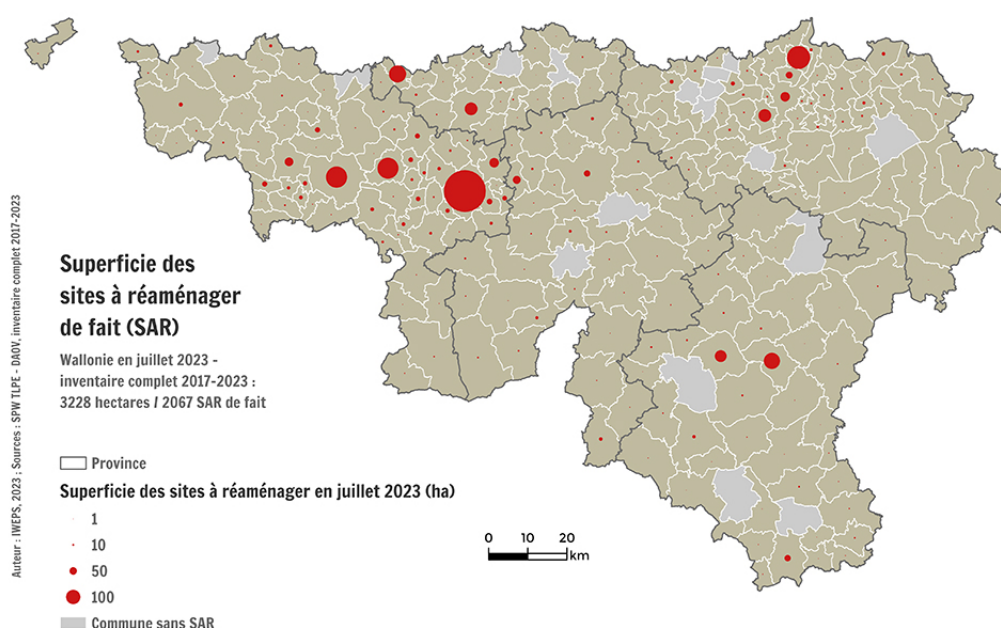 Superficie des
sites à réaménager
de fait (SAR)
Wallonie en juillet 2023 -
inventaire complet 2017-2023 :
3228 hectares / 2067 SAR de fait
Province
Superficie des sites à réaménager en juillet 2023 (ha)
1
10
50
100
Commune sans SAR
0 10 20
km
Auteur : IWEPS, 2023 ; Sources : SPW TLPE - DAOV, inventaire complet 2017-2023